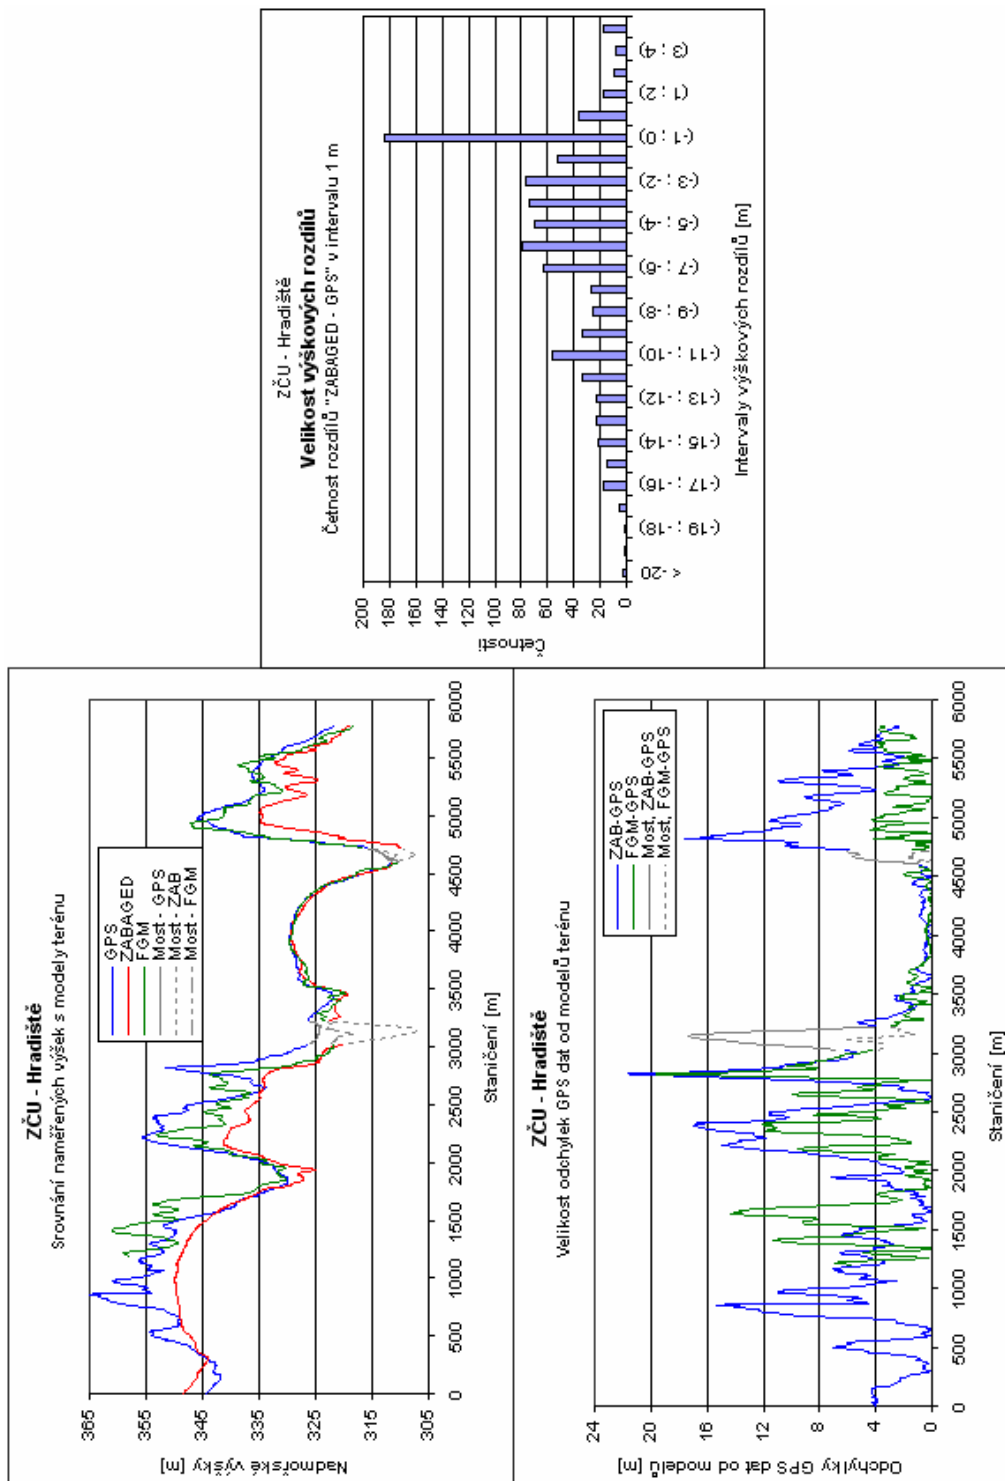 ZČU - Hradiště
Srovnání naměřených výšek s modely terénu
GPS
ZABAGED
FGM
Most - GPS
Most - ZAB
Most - FGM
365
355
345
335
325
315
305
Nadmořské výšky [m]
0
500
1000
1500
2000
2500
3000
3500
4000
4500
5000
5500
6000
Staničení [m]
ZČU - Hradiště
Velikost odchylek GPS dat od modelů terénu
ZAB-GPS
FGM-GPS
Most, ZAB-GPS
Most, FGM-GPS
24
20
16
12
8
4
0
Odchylky GPS dat od modelů [m]
0
500
1000
1500
2000
2500
3000
3500
4000
4500
5000
5500
6000
Staničení [m]
ZČU - Hradiště
Velikost výškových rozdílů
Četnost rozdílů "ZABAGED - GPS" v intervalu 1 m
200
180
160
140
120
100
80
60
40
20
0
Četnosti
< -20
(-19 ; -18)
(-17 ; -16)
(-15 ; -14)
(-13 ; -12)
(-11 ; -10)
(-9 ; -8)
(-7 ; -6)
(-5 ; -4)
(-3 ; -2)
(-1 ; 0)
(1 ; 2)
(3 ; 4)
Intervaly výškových rozdílů [m]